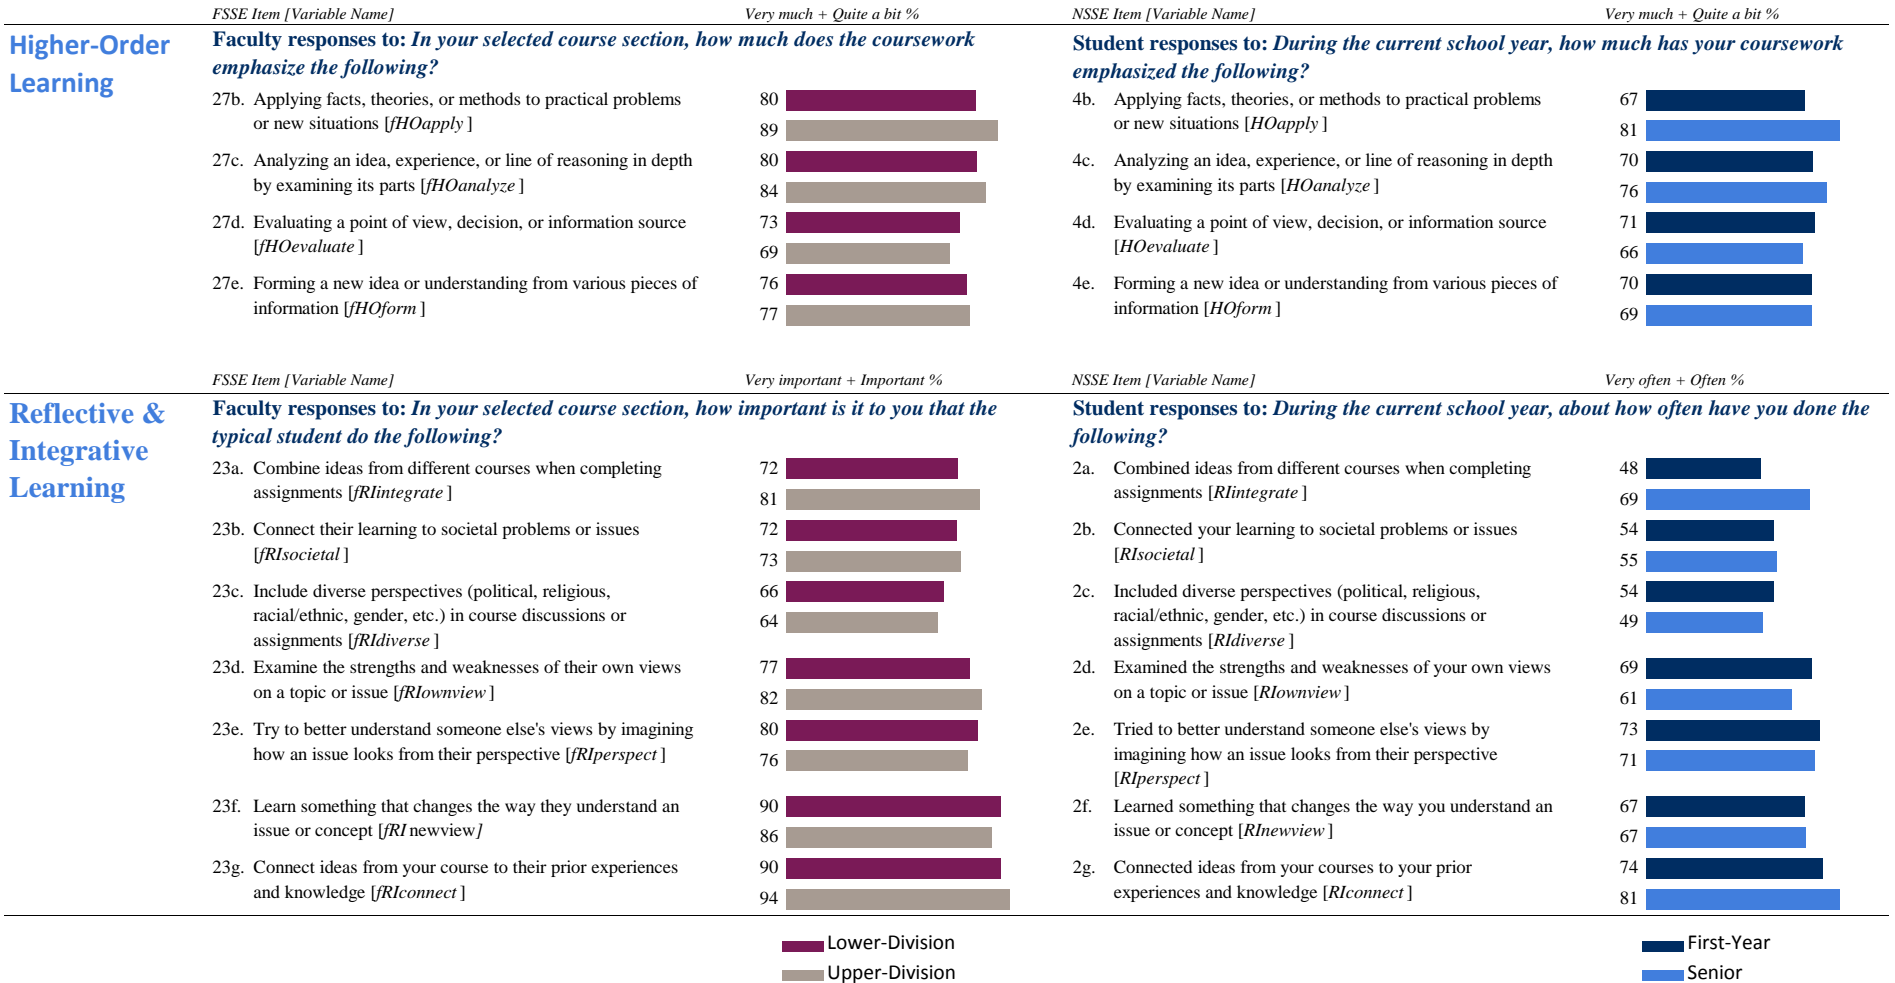 FSSE Item [Variable Name]
Very much + Quite a bit %
NSSE Item [Variable Name]
Very much + Quite a bit %
Higher-Order
Learning
Faculty responses to: In your selected course section, how much does the coursework
emphasize the following?
Student responses to: During the current school year, how much has your coursework
emphasized the following?
27b. Applying facts, theories, or methods to practical problems
or new situations [fHOapply ]
80
89
4b. Applying facts, theories, or methods to practical problems
or new situations [HOapply ]
67
81
27c. Analyzing an idea, experience, or line of reasoning in depth
by examining its parts [fHOanalyze ]
80
84
4c. Analyzing an idea, experience, or line of reasoning in depth
by examining its parts [HOanalyze ]
70
76
27d. Evaluating a point of view, decision, or information source
[fHOevaluate ]
73
69
4d. Evaluating a point of view, decision, or information source
[HOevaluate ]
71
66
27e. Forming a new idea or understanding from various pieces of
information [fHOform ]
76
77
4e. Forming a new idea or understanding from various pieces of
information [HOform ]
70
69
FSSE Item [Variable Name]
Very important + Important %
NSSE Item [Variable Name]
Very often + Often %
Reflective &
Integrative
Learning
Faculty responses to: In your selected course section, how important is it to you that the
typical student do the following?
Student responses to: During the current school year, about how often have you done the
following?
23a. Combine ideas from different courses when completing
assignments [fRIintegrate ]
72
81
2a. Combined ideas from different courses when completing
assignments [RIintegrate ]
48
69
23b. Connect their learning to societal problems or issues
[fRIsocietal ]
72
73
2b. Connected your learning to societal problems or issues
[RIsocietal ]
54
55
23c. Include diverse perspectives (political, religious,
racial/ethnic, gender, etc.) in course discussions or
assignments [fRIdiverse ]
66
64
2c. Included diverse perspectives (political, religious,
racial/ethnic, gender, etc.) in course discussions or
assignments [RIdiverse ]
54
49
23d. Examine the strengths and weaknesses of their own views
on a topic or issue [fRIownview ]
77
82
2d. Examined the strengths and weaknesses of your own views
on a topic or issue [RIownview ]
69
61
23e. Try to better understand someone else's views by imagining
how an issue looks from their perspective [fRIperspect ]
80
76
2e. Tried to better understand someone else's views by
imagining how an issue looks from their perspective
[RIperspect ]
73
71
23f. Learn something that changes the way they understand an
issue or concept [fRI newview]
90
86
2f. Learned something that changes the way you understand an
issue or concept [RInewview ]
67
67
23g. Connect ideas from your course to their prior experiences
and knowledge [fRIconnect ]
90
94
2g. Connected ideas from your courses to your prior
experiences and knowledge [RIconnect ]
74
81
Lower-Division
Upper-Division
First-Year
Senior